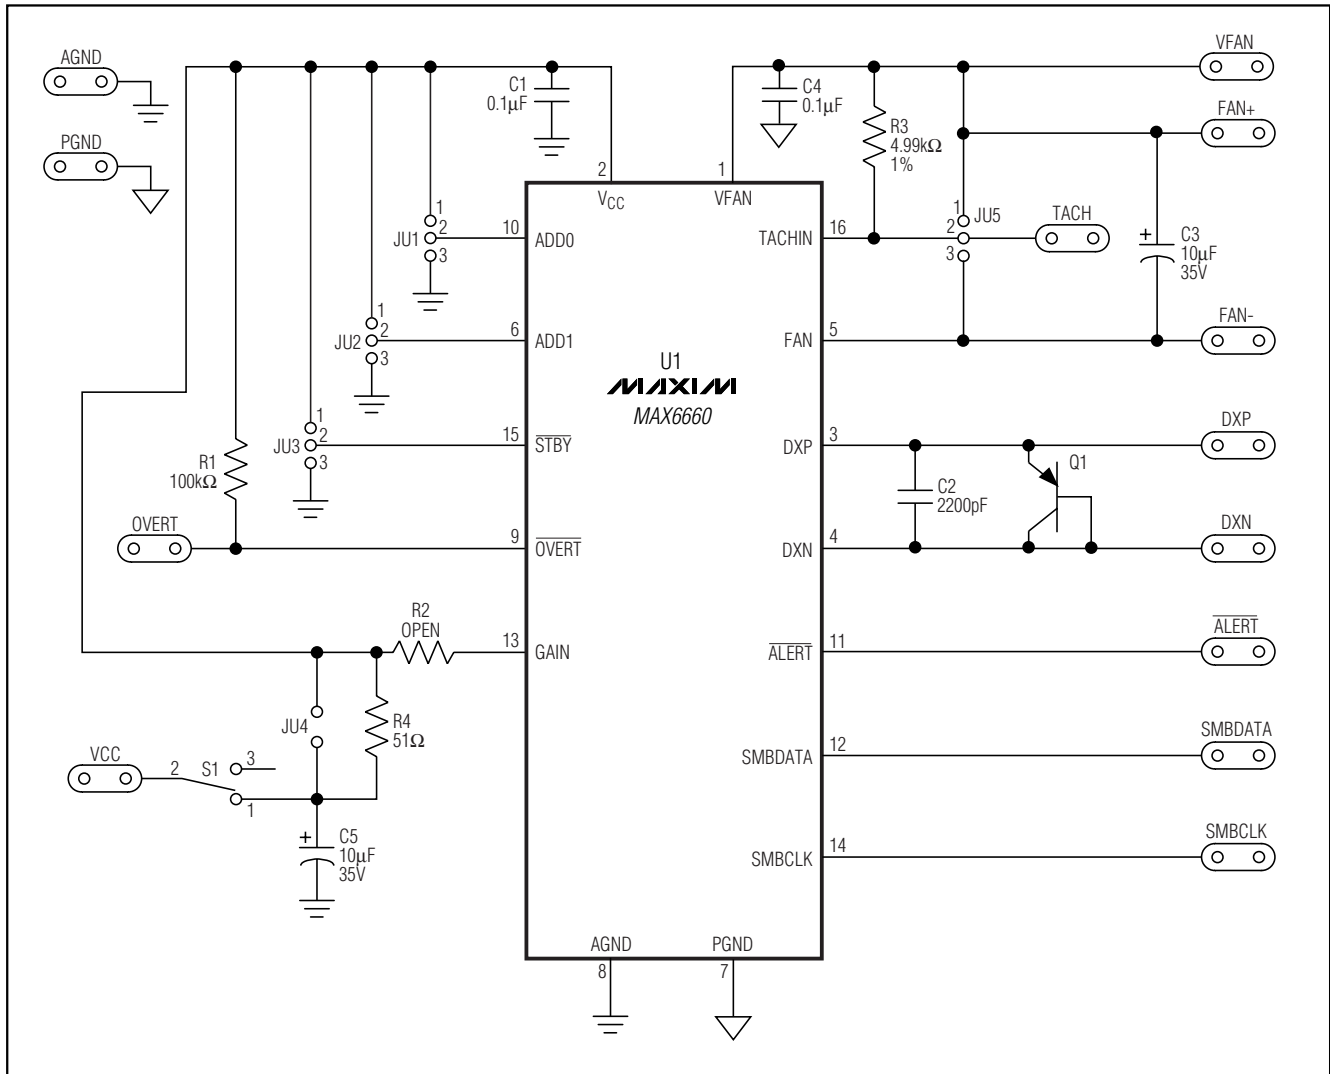 AGND
VFAN
C1
0.1µF
C4
0.1µF
FAN+
R3
4.99kΩ
1%
PGND
2
1
VCC
VFAN
1
JU1
2
3
10
ADD0
TACHIN
16
1
2
JU5
3
TACH
+
C3
10µF
35V
1
JU2
2
3
6
ADD1
FAN
5
FAN-
U1
MAXIM
MAX6660
1
JU3
2
3
15
STBY
DXP
3
DXP
R1
100kΩ
C2
2200pF
Q1
OVERT
9
OVERT
DXN
4
DXN
R2
OPEN
13
GAIN
ALERT
11
ALERT
JU4
R4
51Ω
VCC
2
S1
3
1
SMBDATA
12
SMBDATA
+
C5
10µF
35V
SMBCLK
14
SMBCLK
AGND
PGND
8
7